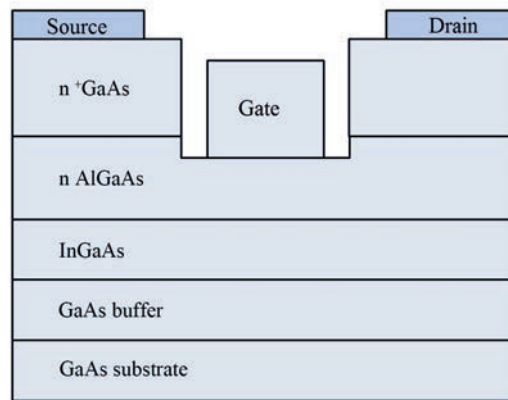 Source
Drain
n ⁺GaAs
Gate
n AlGaAs
InGaAs
GaAs buffer
GaAs substrate